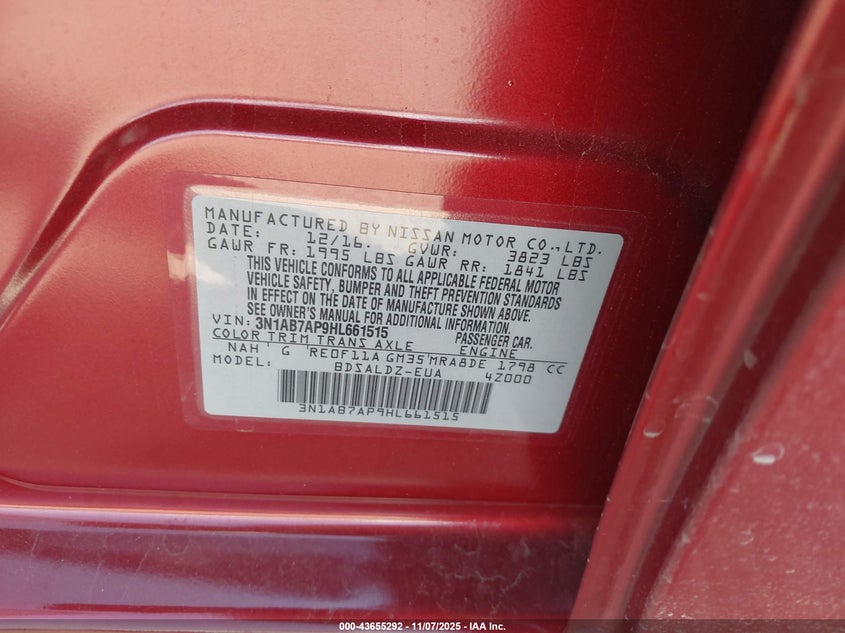 MANUFACTURED BY NISSAN MOTOR CO.,LTD.
DATE: 12/16. GVWR: 3823 LBS
GAWR FR: 1995 LBS GAWR RR: 1841 LBS
THIS VEHICLE CONFORMS TO ALL APPLICABLE FEDERAL MOTOR
VEHICLE SAFETY, BUMPER AND THEFT PREVENTION STANDARDS
IN EFFECT ON THE DATE OF MANUFACTURE SHOWN ABOVE.
SEE OWNER'S MANUAL FOR ADDITIONAL INFORMATION.
VIN: 3N1AB7AP9HL661515 PASSENGER CAR.
COLOR TRIM TRANS AXLE ENGINE
NAH G RE0F11A GM35 MRA8DE 1798 CC
MODEL: BDSALDZ-EUA 4Z000
3N1AB7AP9HL661515
000-43655292 - 11/07/2025 - IAA Inc.